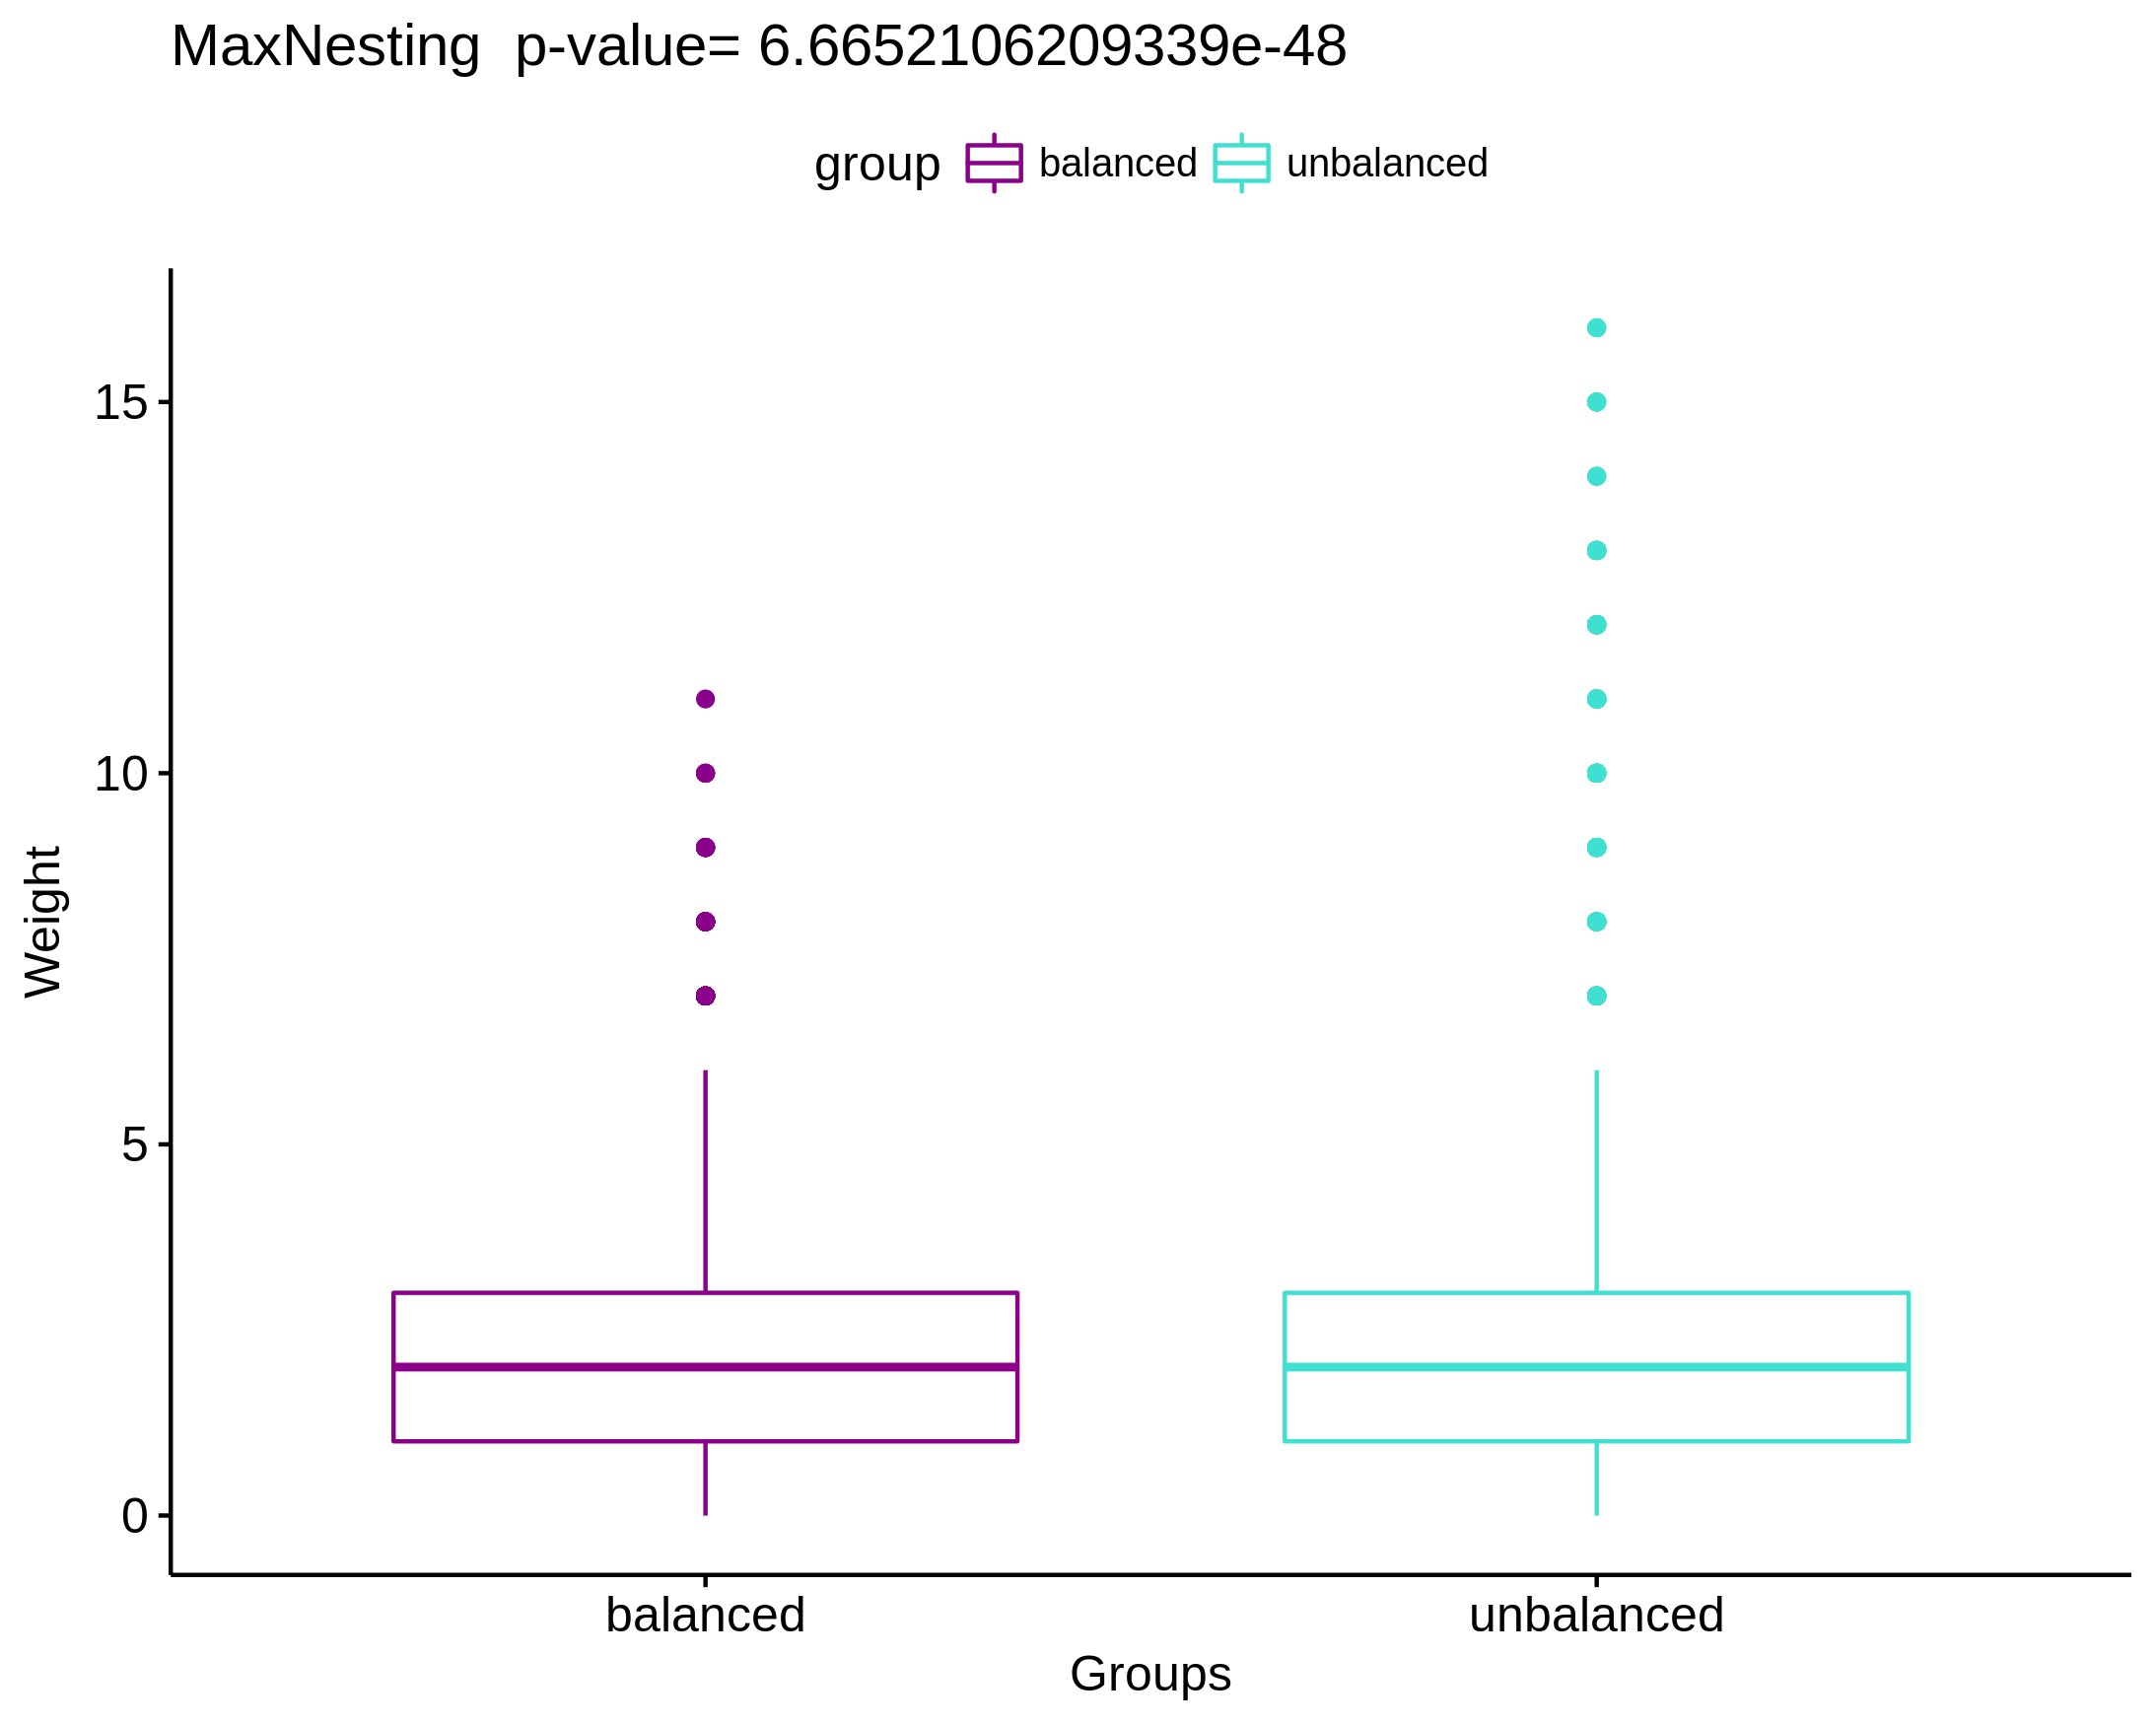 MaxNesting  p-value= 6.6652106209339e-48
group balanced unbalanced
15
10
5
0
Weight
balanced unbalanced
Groups